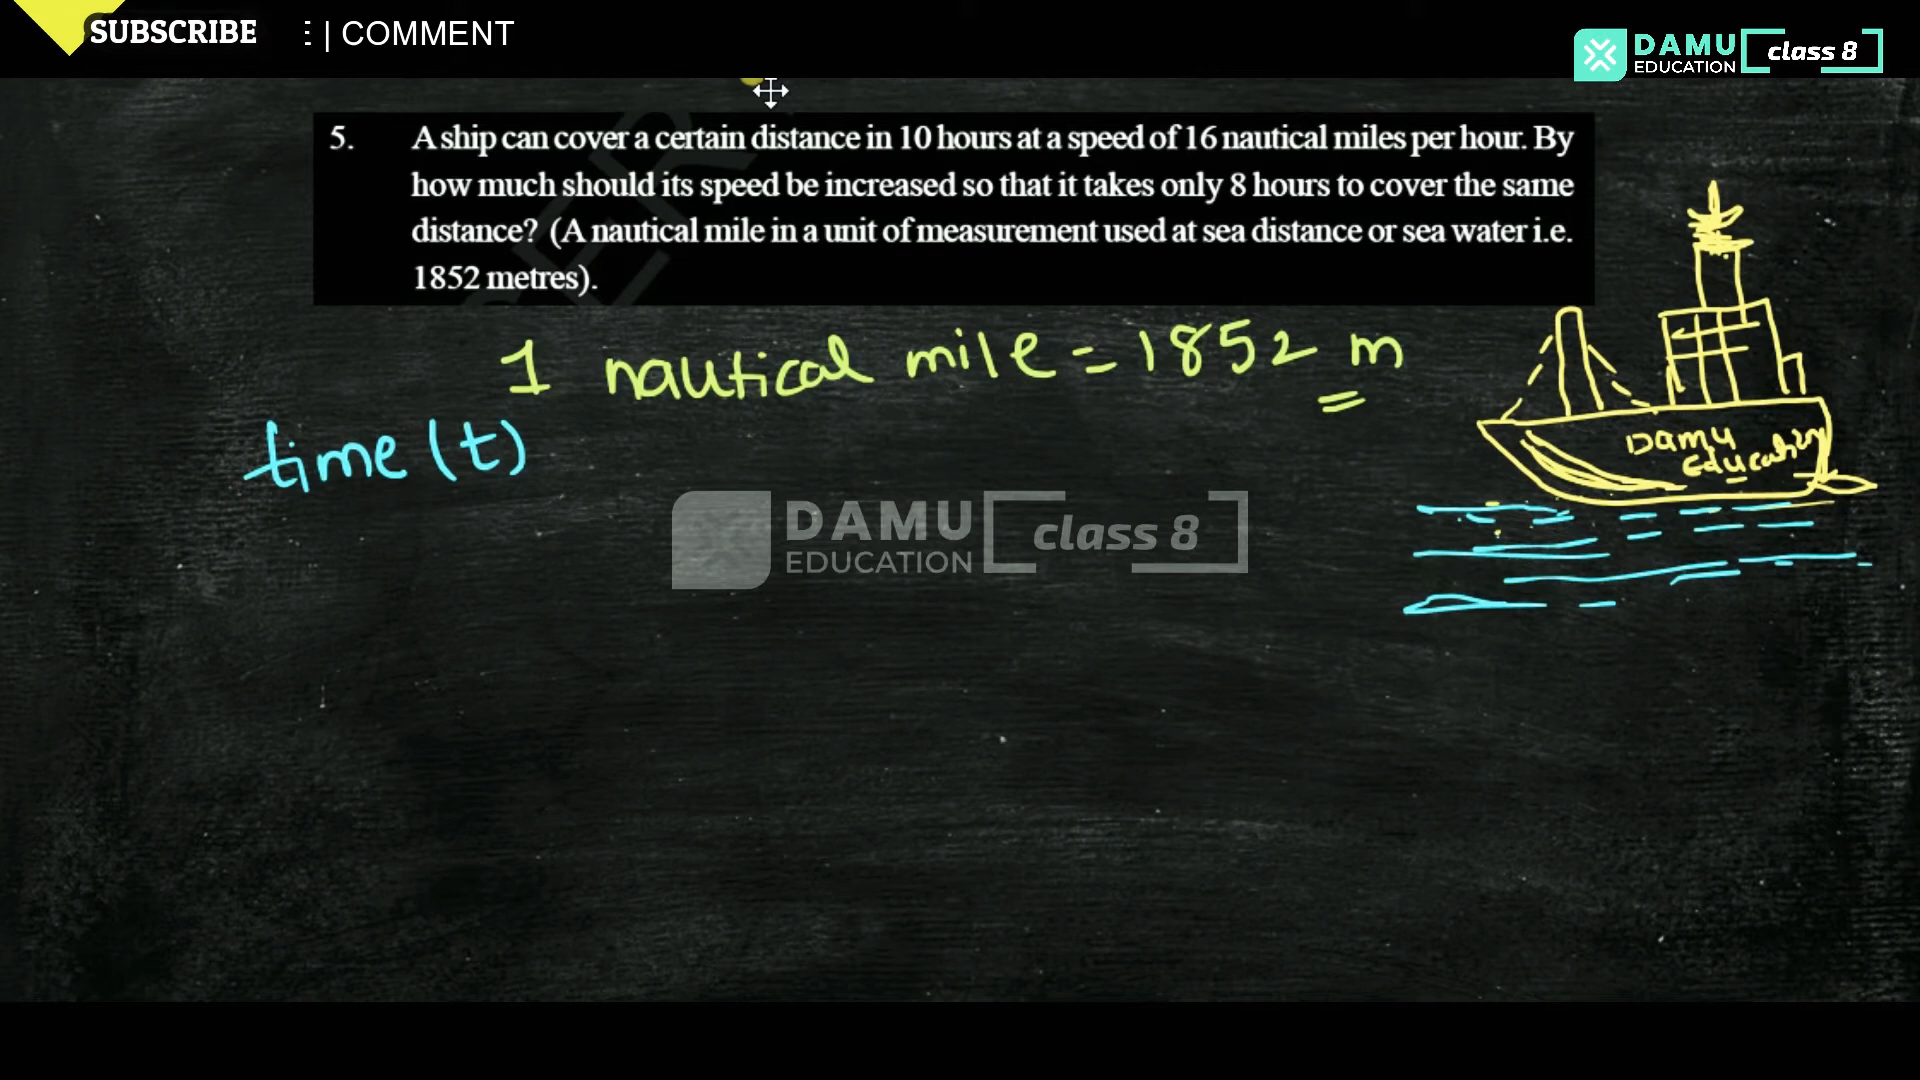 SUBSCRIBE
| COMMENT
DAMU
EDUCATION
class 8
5. A ship can cover a certain distance in 10 hours at a speed of 16 nautical miles per hour. By
how much should its speed be increased so that it takes only 8 hours to cover the same
distance? (A nautical mile in a unit of measurement used at sea distance or sea water i.e.
1852 metres).
1 nautical mile = 1852 m
time (t)
Damu
Education
DAMU
EDUCATION
class 8